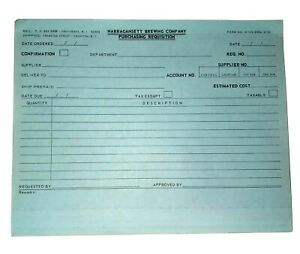 NARRAGANSETT BREWING COMPANY
PURCHASING REQUISITION
DATE ORDERED / / DATE / /
CONFIRMATION DEPARTMENT REQ. NO.
SUPPLIER SUPPLIER NO.
DELIVER TO ACCOUNT NO.
SHIP PREPAID ESTIMATED COST
DATE DUE / / TAX EXEMPT TAXABLE
QUANTITY DESCRIPTION
REQUESTED BY APPROVED BY
Remarks: